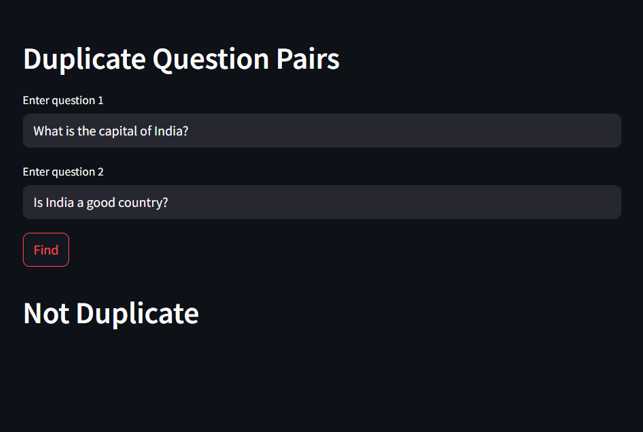 Duplicate Question Pairs
Enter question 1
What is the capital of India?
Enter question 2
Is India a good country?
Find
Not Duplicate